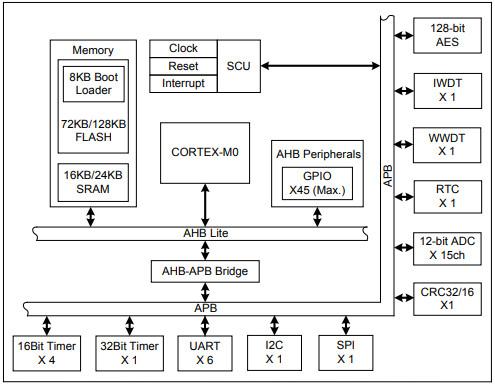 Memory
8KB Boot
Loader
72KB/128KB
FLASH
16KB/24KB
SRAM
Clock
Reset
Interrupt
SCU
CORTEX-M0
AHB Peripherals
GPIO
X45 (Max.)
AHB Lite
AHB-APB Bridge
APB
APB
16Bit Timer
X 4
32Bit Timer
X 1
UART
X 6
I2C
X 1
SPI
X 1
128-bit
AES
IWDT
X 1
WWDT
X 1
RTC
X 1
12-bit ADC
X 15ch
CRC32/16
X1